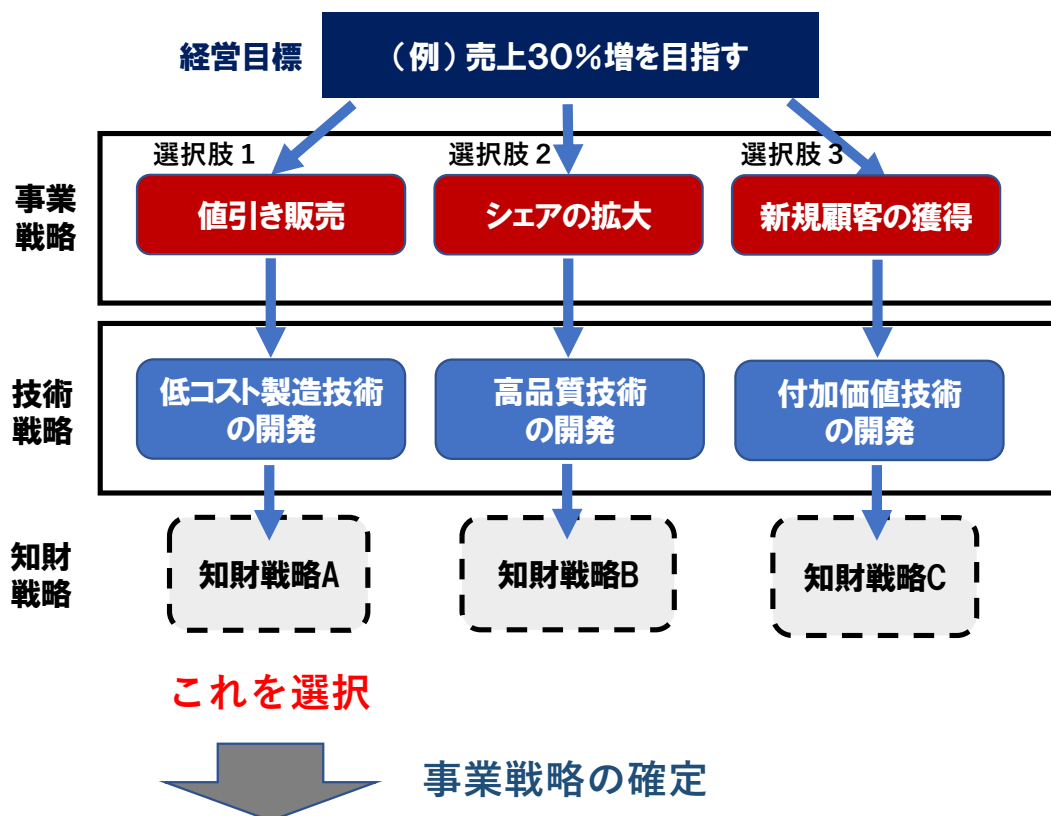 経営目標
（例）売上30%増を目指す
選択肢１
選択肢２
選択肢３
事業
戦略
値引き販売
シェアの拡大
新規顧客の獲得
技術
戦略
低コスト製造技術
の開発
高品質技術
の開発
付加価値技術
の開発
知財
戦略
知財戦略A
知財戦略B
知財戦略C
これを選択
事業戦略の確定